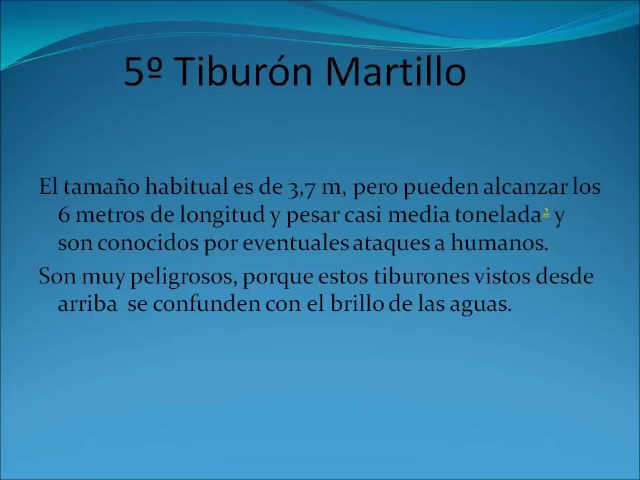 5º Tiburón Martillo
El tamaño habitual es de 3,7 m, pero pueden alcanzar los
6 metros de longitud y pesar casi media tonelada2 y
son conocidos por eventuales ataques a humanos.
Son muy peligrosos, porque estos tiburones vistos desde
arriba se confunden con el brillo de las aguas.